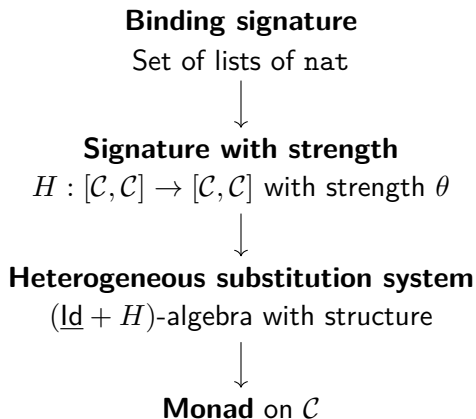 Binding signature
Set of lists of nat
Signature with strength
H : [𝒞, 𝒞] → [𝒞, 𝒞] with strength θ
Heterogeneous substitution system
(Id + H)-algebra with structure
Monad on 𝒞